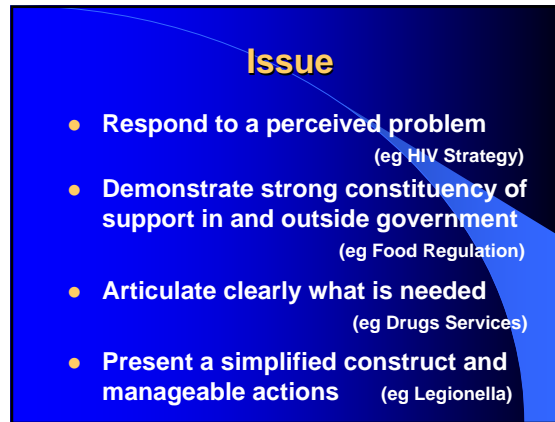 Issue
Respond to a perceived problem
(eg HIV Strategy)
Demonstrate strong constituency of
support in and outside government
(eg Food Regulation)
Articulate clearly what is needed
(eg Drugs Services)
Present a simplified construct and
manageable actions (eg Legionella)